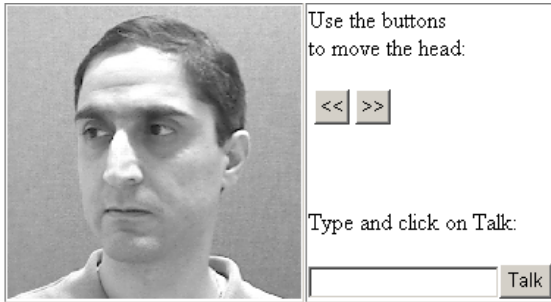 Use the buttons
to move the head:
<< >>
Type and click on Talk:
Talk